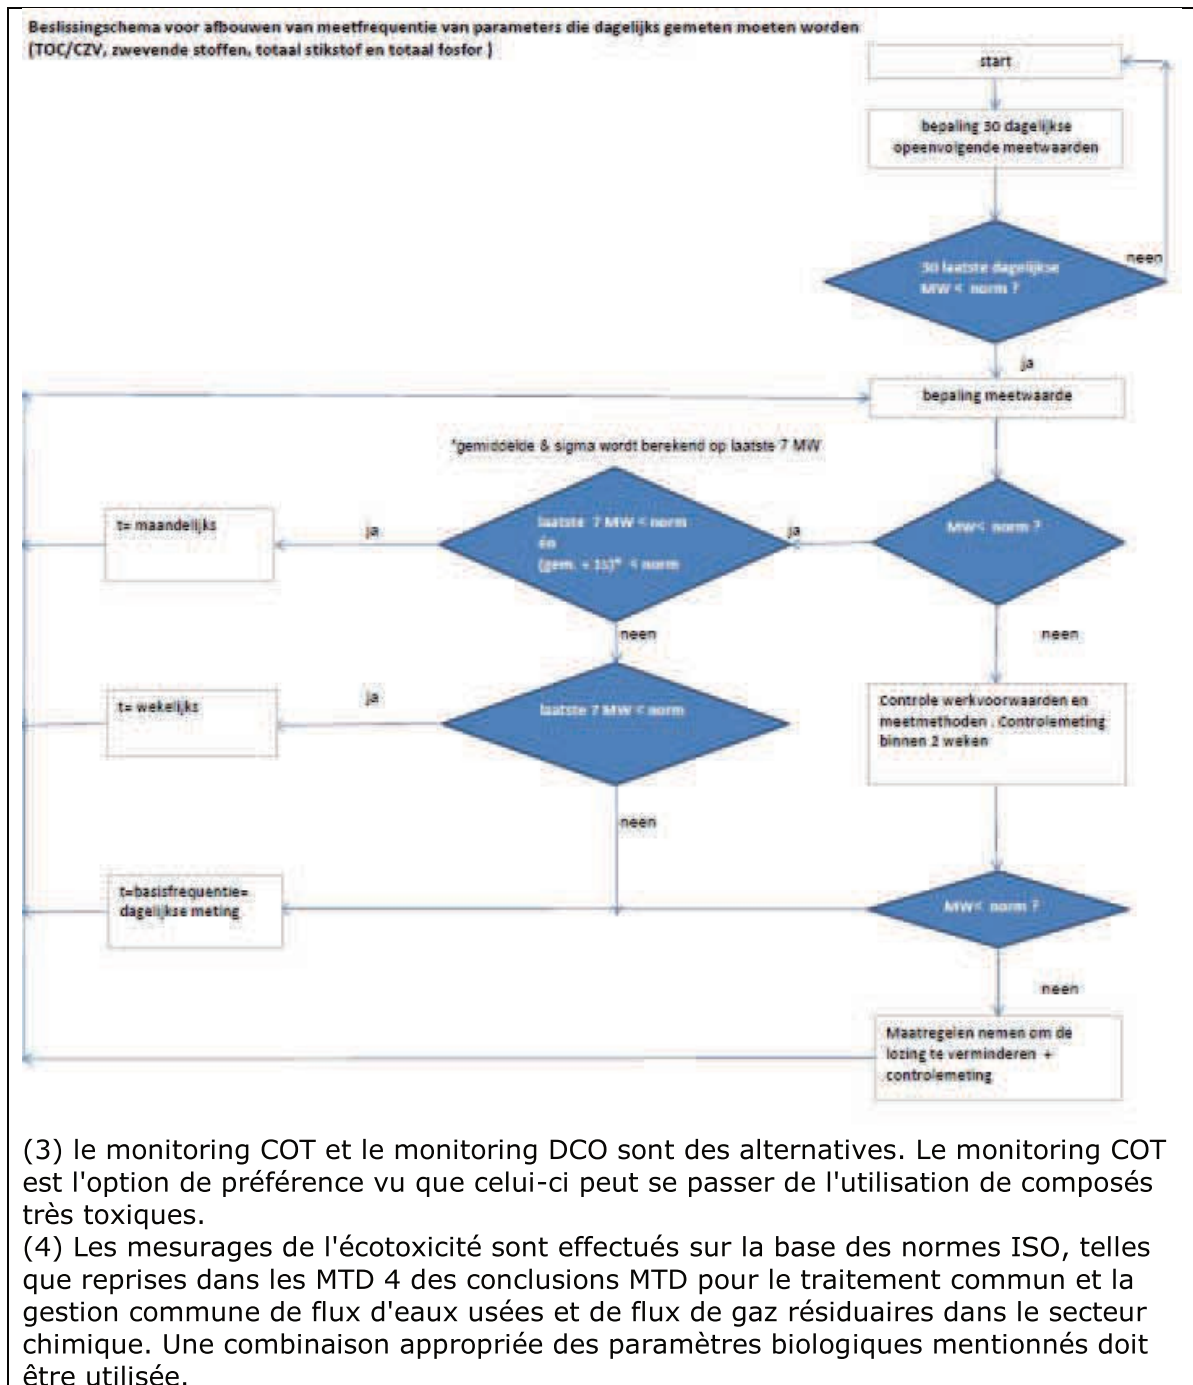 Beslissingschema voor afbouwen van meetfrequentie van parameters die dagelijks gemeten moeten worden
(TOC/CZV, zwevende stoffen, totaal stikstof en totaal fosfor )
start
bepaling 30 dagelijkse
opeenvolgende meetwaarden
30 laatste dagelijkse
MW < norm ?
neen
ja
bepaling meetwaarde
*gemiddelde & sigma wordt berekend op laatste 7 MW
MW< norm ?
ja
laatste 7 MW < norm
én
(gem. + 1s)* < norm
ja
t= maandelijks
neen
neen
laatste 7 MW < norm
ja
t= wekelijks
Controle werkvoorwaarden en
meetmethoden . Controlemeting
binnen 2 weken
neen
MW< norm ?
t=basisfrequentie=
dagelijkse meting
neen
Maatregelen nemen om de
lozing te verminderen +
controlemeting
(3) le monitoring COT et le monitoring DCO sont des alternatives. Le monitoring COT
est l'option de préférence vu que celui-ci peut se passer de l'utilisation de composés
très toxiques.
(4) Les mesurages de l'écotoxicité sont effectués sur la base des normes ISO, telles
que reprises dans les MTD 4 des conclusions MTD pour le traitement commun et la
gestion commune de flux d'eaux usées et de flux de gaz résiduaires dans le secteur
chimique. Une combinaison appropriée des paramètres biologiques mentionnés doit
être utilisée.